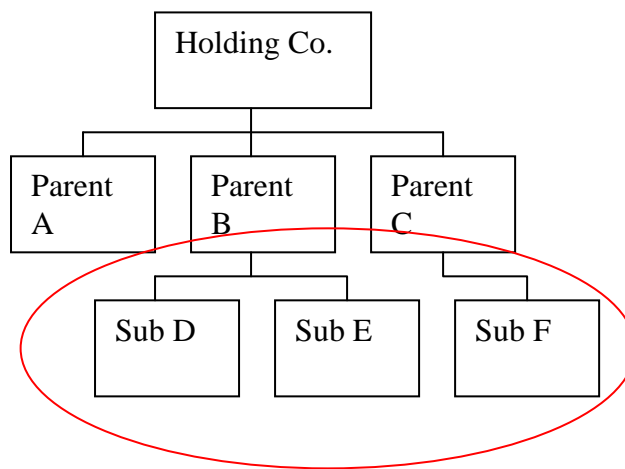 Holding Co.
Parent
A
Parent
B
Parent
C
Sub D
Sub E
Sub F